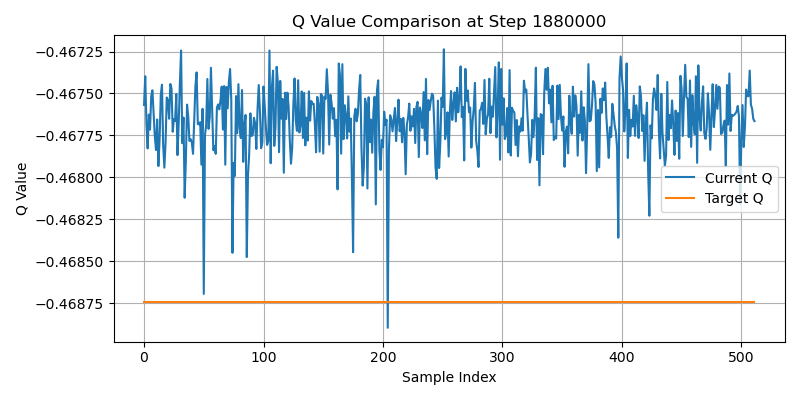 Q Value Comparison at Step 1880000
−0.46725
−0.46750
−0.46775
−0.46800
−0.46825
−0.46850
−0.46875
Q Value
Current Q
Target Q
0
100
200
300
400
500
Sample Index